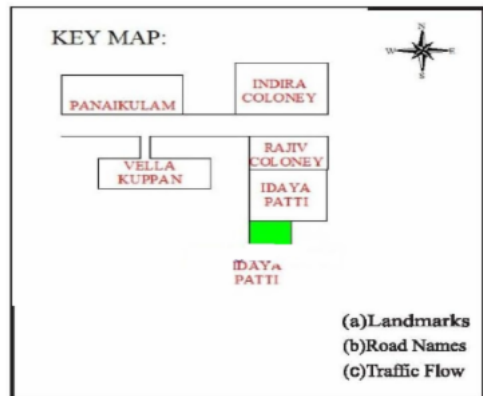 KEY MAP:
N
W E
S
INDIRA
COLONEY
PANAIKULAM
RAJIV
COLONEY
VELLA
KUPPAN
IDAYA
PATTI
IDAYA
PATTI
(a)Landmarks
(b)Road Names
(c)Traffic Flow